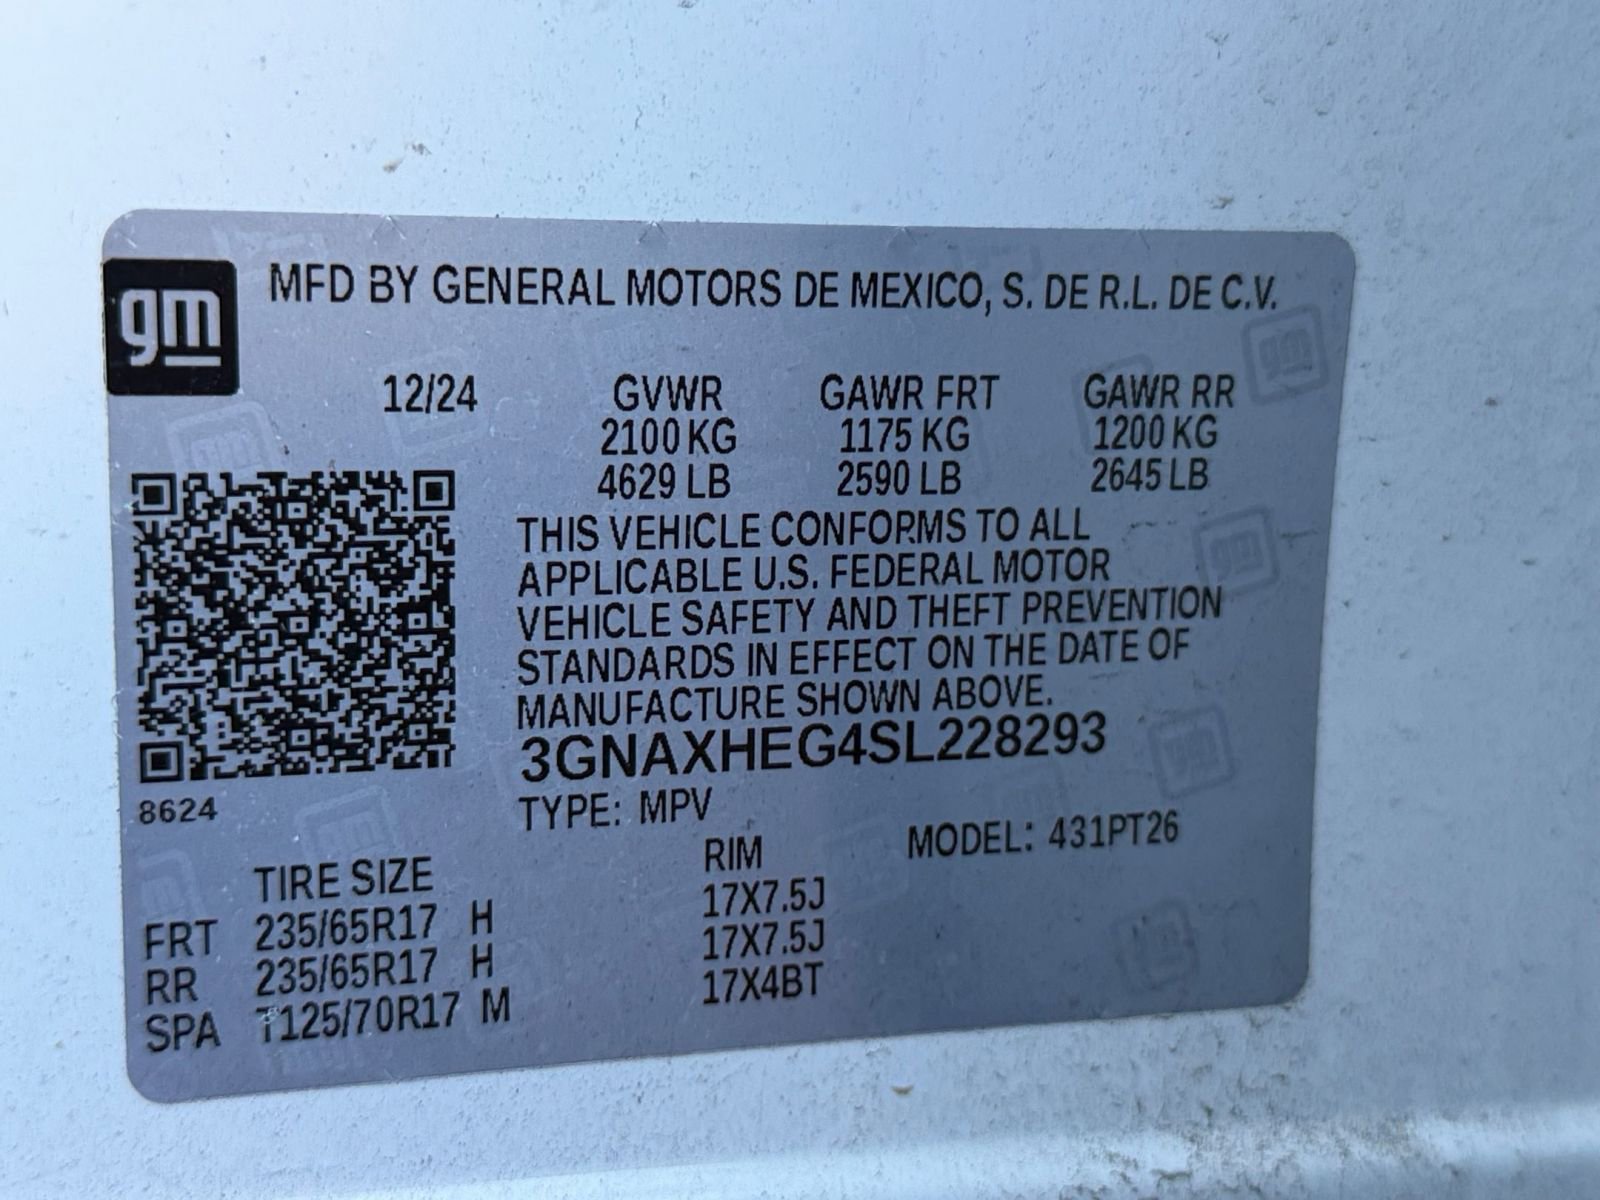 gm
MFD BY GENERAL MOTORS DE MEXICO, S. DE R.L. DE C.V.
12/24 GVWR GAWR FRT GAWR RR
2100 KG 1175 KG 1200 KG
4629 LB 2590 LB 2645 LB
THIS VEHICLE CONFORMS TO ALL
APPLICABLE U.S. FEDERAL MOTOR
VEHICLE SAFETY AND THEFT PREVENTION
STANDARDS IN EFFECT ON THE DATE OF
MANUFACTURE SHOWN ABOVE.
3GNAXHEG4SL228293
8624
TYPE: MPV
MODEL: 431PT26
TIRE SIZE RIM
FRT 235/65R17 H 17X7.5J
RR 235/65R17 H 17X7.5J
SPA T125/70R17 M 17X4BT